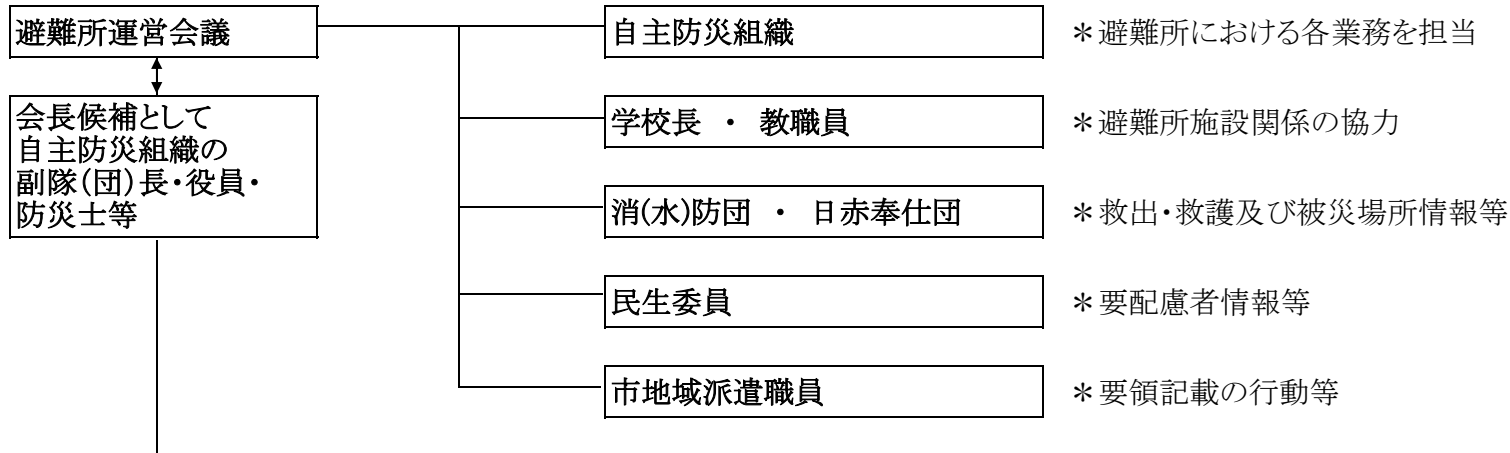 避難所運営会議
自主防災組織
＊避難所における各業務を担当
会長候補として
自主防災組織の
副隊(団)長・役員・
防災士等
学校長 ・ 教職員
＊避難所施設関係の協力
消(水)防団 ・ 日赤奉仕団
＊救出・救護及び被災場所情報等
民生委員
＊要配慮者情報等
市地域派遣職員
＊要領記載の行動等